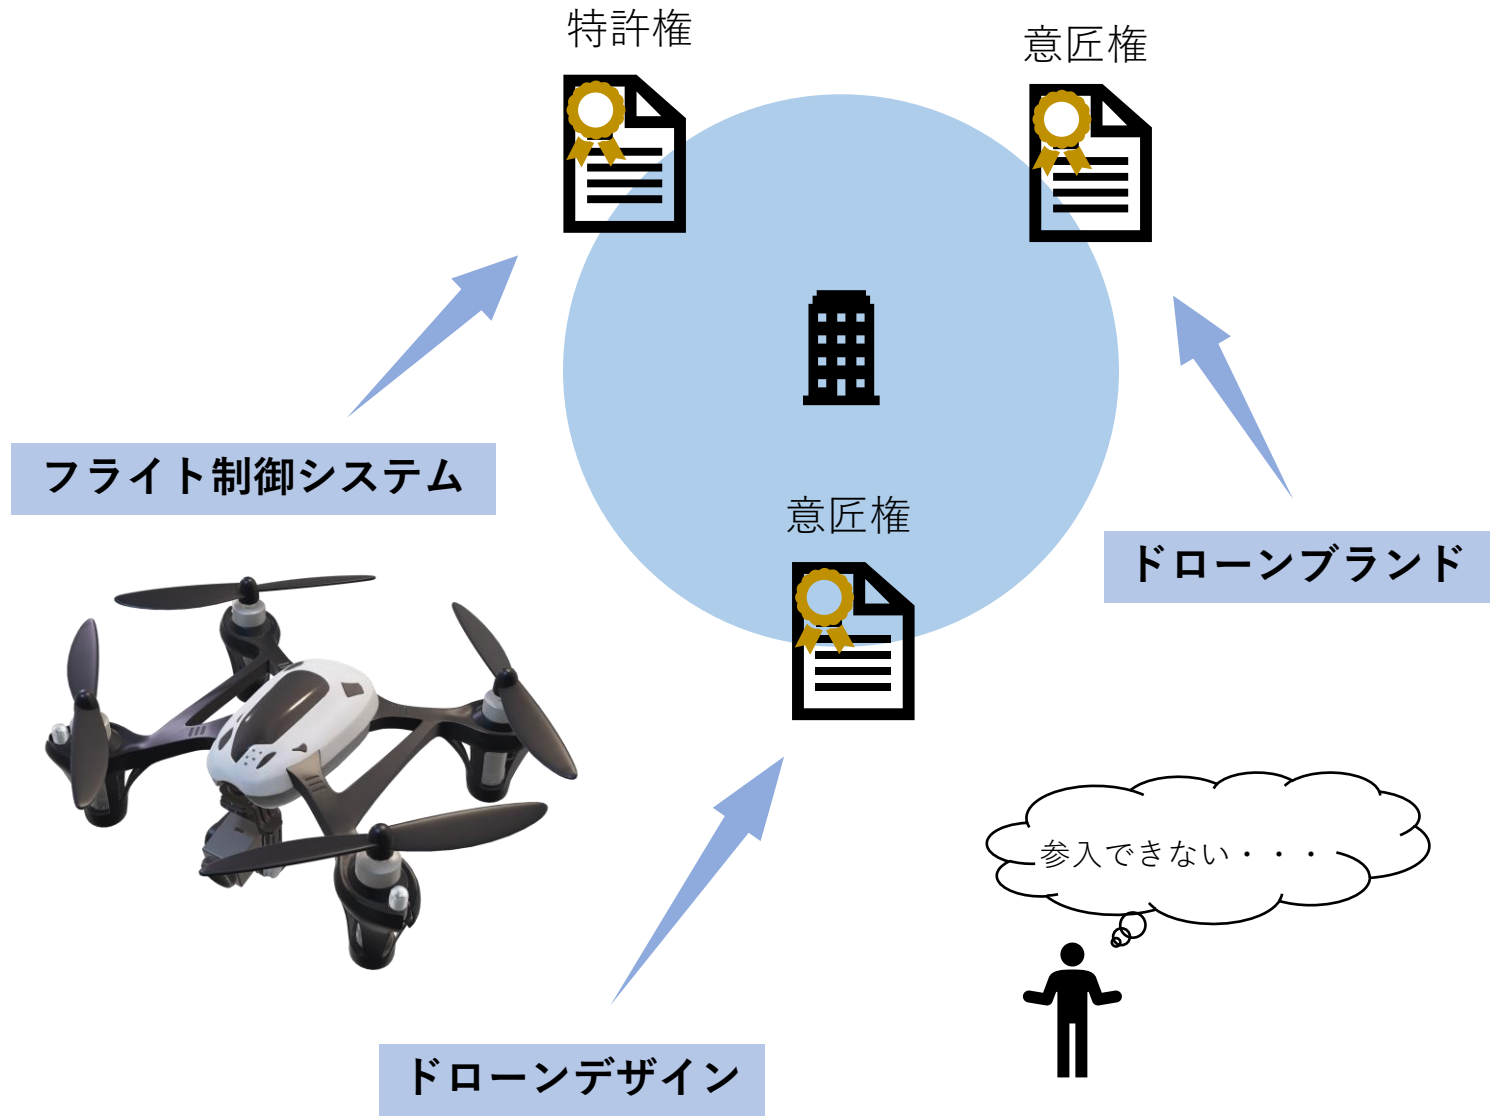 特許権
意匠権
フライト制御システム
意匠権
ドローンブランド
参入できない・・・
ドローンデザイン